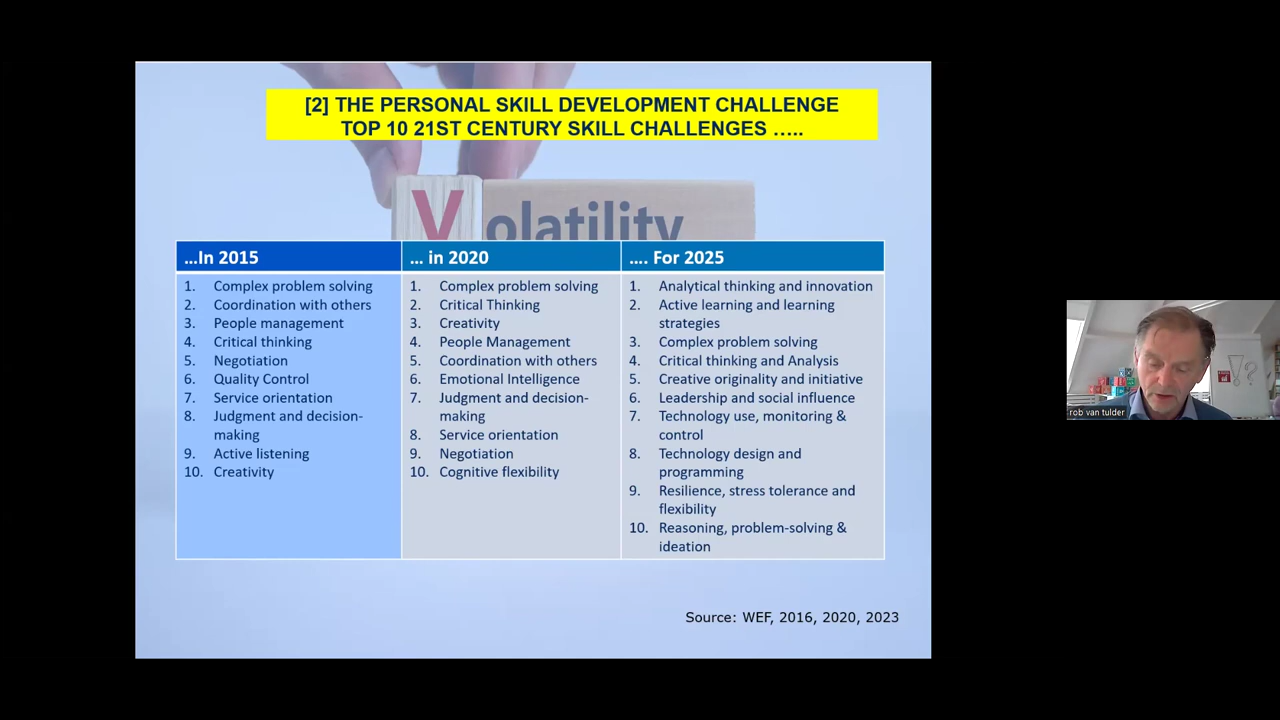 [2] THE PERSONAL SKILL DEVELOPMENT CHALLENGE
TOP 10 21ST CENTURY SKILL CHALLENGES …..
Volatility
…In 2015
1. Complex problem solving
2. Coordination with others
3. People management
4. Critical thinking
5. Negotiation
6. Quality Control
7. Service orientation
8. Judgment and decision-
making
9. Active listening
10. Creativity
… in 2020
1. Complex problem solving
2. Critical Thinking
3. Creativity
4. People Management
5. Coordination with others
6. Emotional Intelligence
7. Judgment and decision-
making
8. Service orientation
9. Negotiation
10. Cognitive flexibility
…. For 2025
1. Analytical thinking and innovation
2. Active learning and learning
strategies
3. Complex problem solving
4. Critical thinking and Analysis
5. Creative originality and initiative
6. Leadership and social influence
7. Technology use, monitoring &
control
8. Technology design and
programming
9. Resilience, stress tolerance and
flexibility
10. Reasoning, problem-solving &
ideation
Source: WEF, 2016, 2020, 2023
rob van tulder